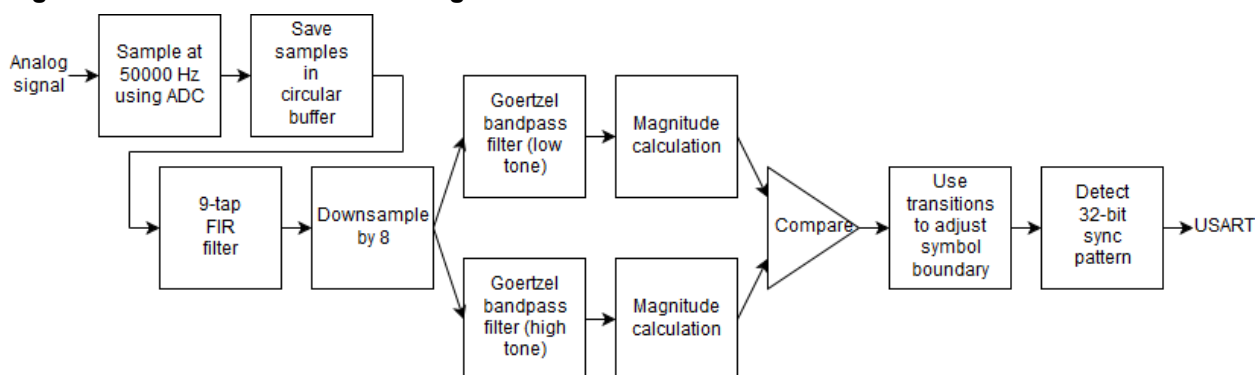 Analog
signal
Sample at
50000 Hz
using ADC
Save
samples
in
circular
buffer
9-tap
FIR
filter
Downsample
by 8
Goertzel
bandpass
filter (low
tone)
Magnitude
calculation
Goertzel
bandpass
filter (high
tone)
Magnitude
calculation
Compare
Use
transitions
to adjust
symbol
boundary
Detect
32-bit
sync
pattern
USART